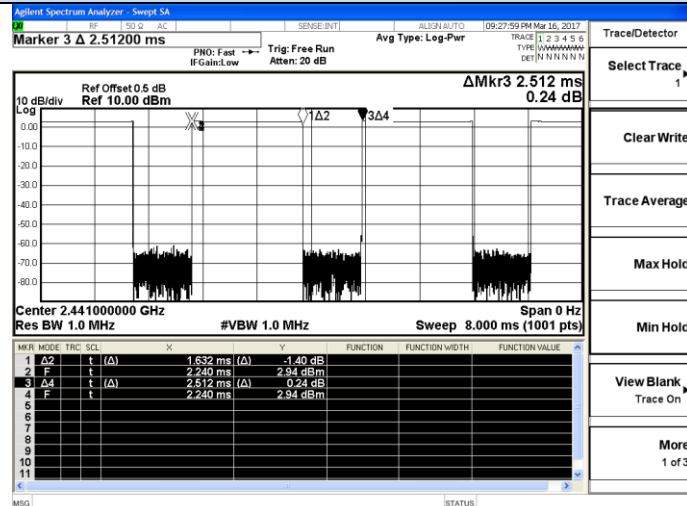 Agilent Spectrum Analyzer - Swept SA
LXI RF 50 Ω AC SENSE:INT ALIGN AUTO 09:27:59 PM Mar 16, 2017
Marker 3 Δ 2.51200 ms
PNO: Fast
IFGain:Low
Trig: Free Run
Atten: 20 dB
Avg Type: Log-Pwr
TRACE 1 2 3 4 5 6
TYPE WWWWWW
DET N N N N N N
Trace/Detector
Ref Offset 0.5 dB
Ref 10.00 dBm
10 dB/div
Log
ΔMkr3 2.512 ms
0.24 dB
1Δ2
3Δ4
0.00
-10.0
-20.0
-30.0
-40.0
-50.0
-60.0
-70.0
-80.0
Center 2.441000000 GHz
Span 0 Hz
Res BW 1.0 MHz
#VBW 1.0 MHz
Sweep 8.000 ms (1001 pts)
MKR MODE TRC SCL X Y FUNCTION FUNCTION WIDTH FUNCTION VALUE
1 Δ2 t (Δ) 1.632 ms (Δ) -1.40 dB
2 F t 2.240 ms 2.94 dBm
3 Δ4 t (Δ) 2.512 ms (Δ) 0.24 dB
4 F t 2.240 ms 2.94 dBm
5
6
7
8
9
10
11
MSG
STATUS
Select Trace
1
Clear Write
Trace Average
Max Hold
Min Hold
View Blank
Trace On
More
1 of 3